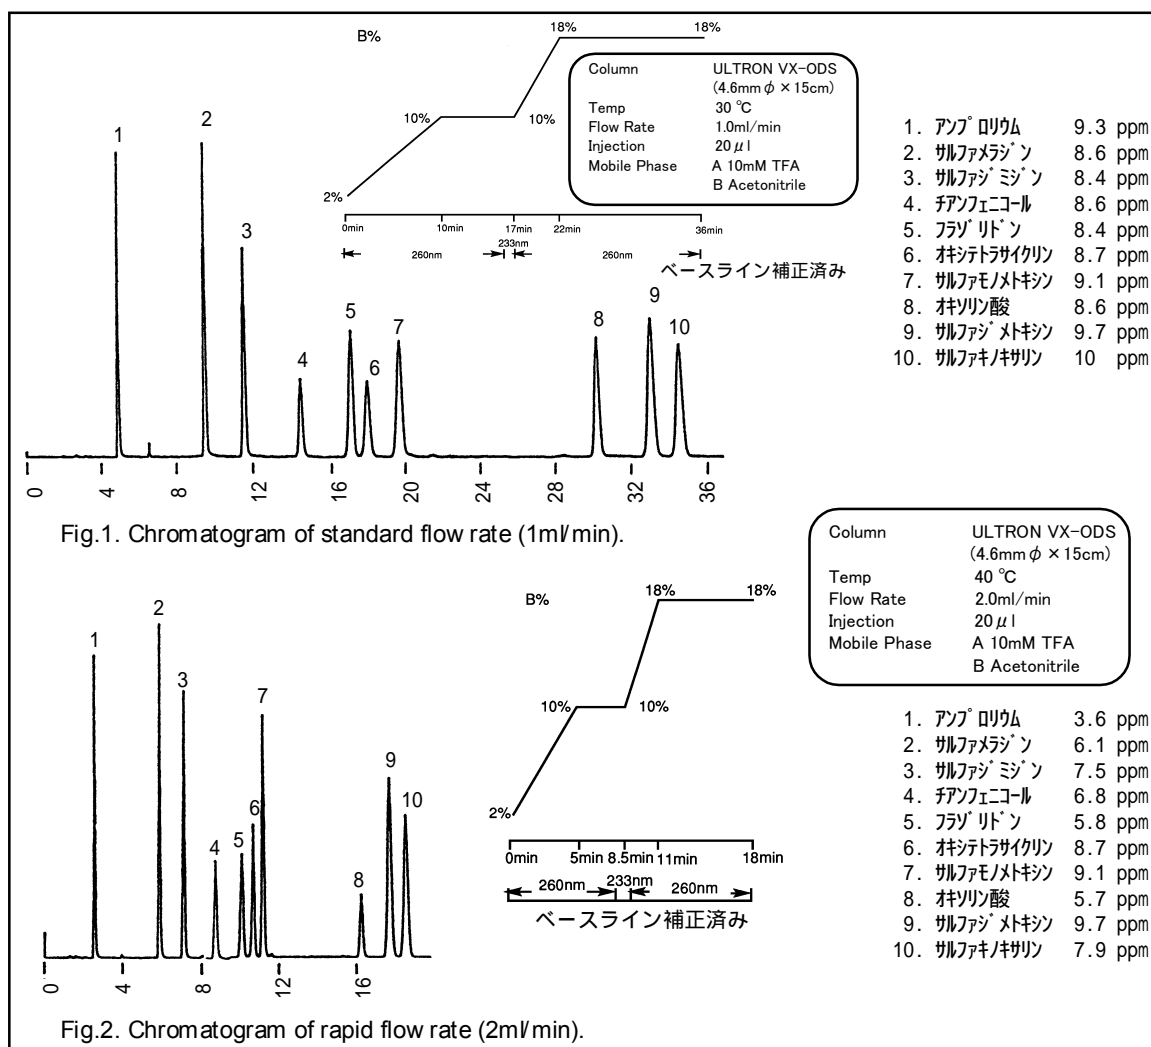 B%
18%
18%
10%
10%
2%
0min 10min 17min 22min 36min
233nm
260nm 260nm
ベースライン補正済み
Column ULTRON VX-ODS
(4.6mm φ × 15cm)
Temp 30 ℃
Flow Rate 1.0ml/min
Injection 20 μl
Mobile Phase A 10mM TFA
B Acetonitrile
1. アンプロリウム 9.3 ppm
2. サルファメラジン 8.6 ppm
3. サルファジミジン 8.4 ppm
4. チアンフェニコール 8.6 ppm
5. フラゾリドン 8.4 ppm
6. オキシテトラサイクリン 8.7 ppm
7. サルファモノメトキシン 9.1 ppm
8. オキソリン酸 8.6 ppm
9. サルファジメトキシン 9.7 ppm
10. サルファキノキサリン 10 ppm
1 2 3 4 5 6 7 8 9 10
0 4 8 12 16 20 24 28 32 36
Fig.1. Chromatogram of standard flow rate (1ml/min).
Column ULTRON VX-ODS
(4.6mm φ × 15cm)
Temp 40 ℃
Flow Rate 2.0ml/min
Injection 20 μl
Mobile Phase A 10mM TFA
B Acetonitrile
B%
18%
18%
10%
10%
2%
0min 5min 8.5min 11min 18min
260nm 233nm 260nm
ベースライン補正済み
1. アンプロリウム 3.6 ppm
2. サルファメラジン 6.1 ppm
3. サルファジミジン 7.5 ppm
4. チアンフェニコール 6.8 ppm
5. フラゾリドン 5.8 ppm
6. オキシテトラサイクリン 8.7 ppm
7. サルファモノメトキシン 9.1 ppm
8. オキソリン酸 5.7 ppm
9. サルファジメトキシン 9.7 ppm
10. サルファキノキサリン 7.9 ppm
1 2 3 4 5 6 7 8 9 10
0 4 8 12 16
Fig.2. Chromatogram of rapid flow rate (2ml/min).